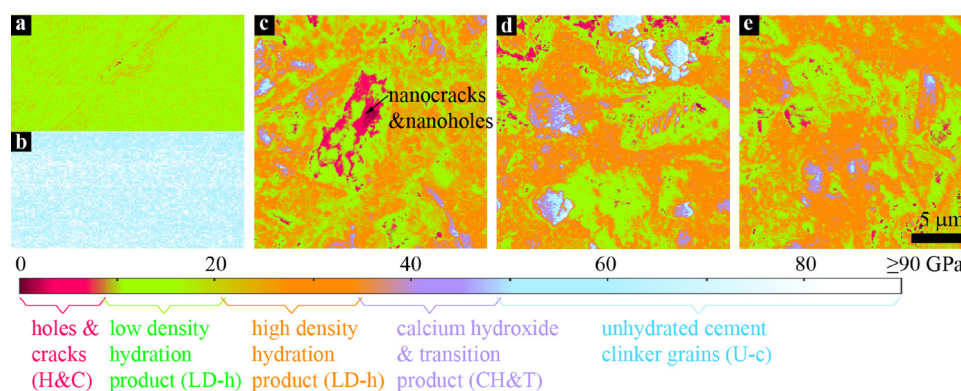 a
b
c
d
e
nanocracks
&nanoholes
5 μm
0 20 40 60 80 ≥90 GPa
holes &
cracks
(H&C)
low density
hydration
product (LD-h)
high density
hydration
product (LD-h)
calcium hydroxide
& transition
product (CH&T)
unhydrated cement
clinker grains (U-c)